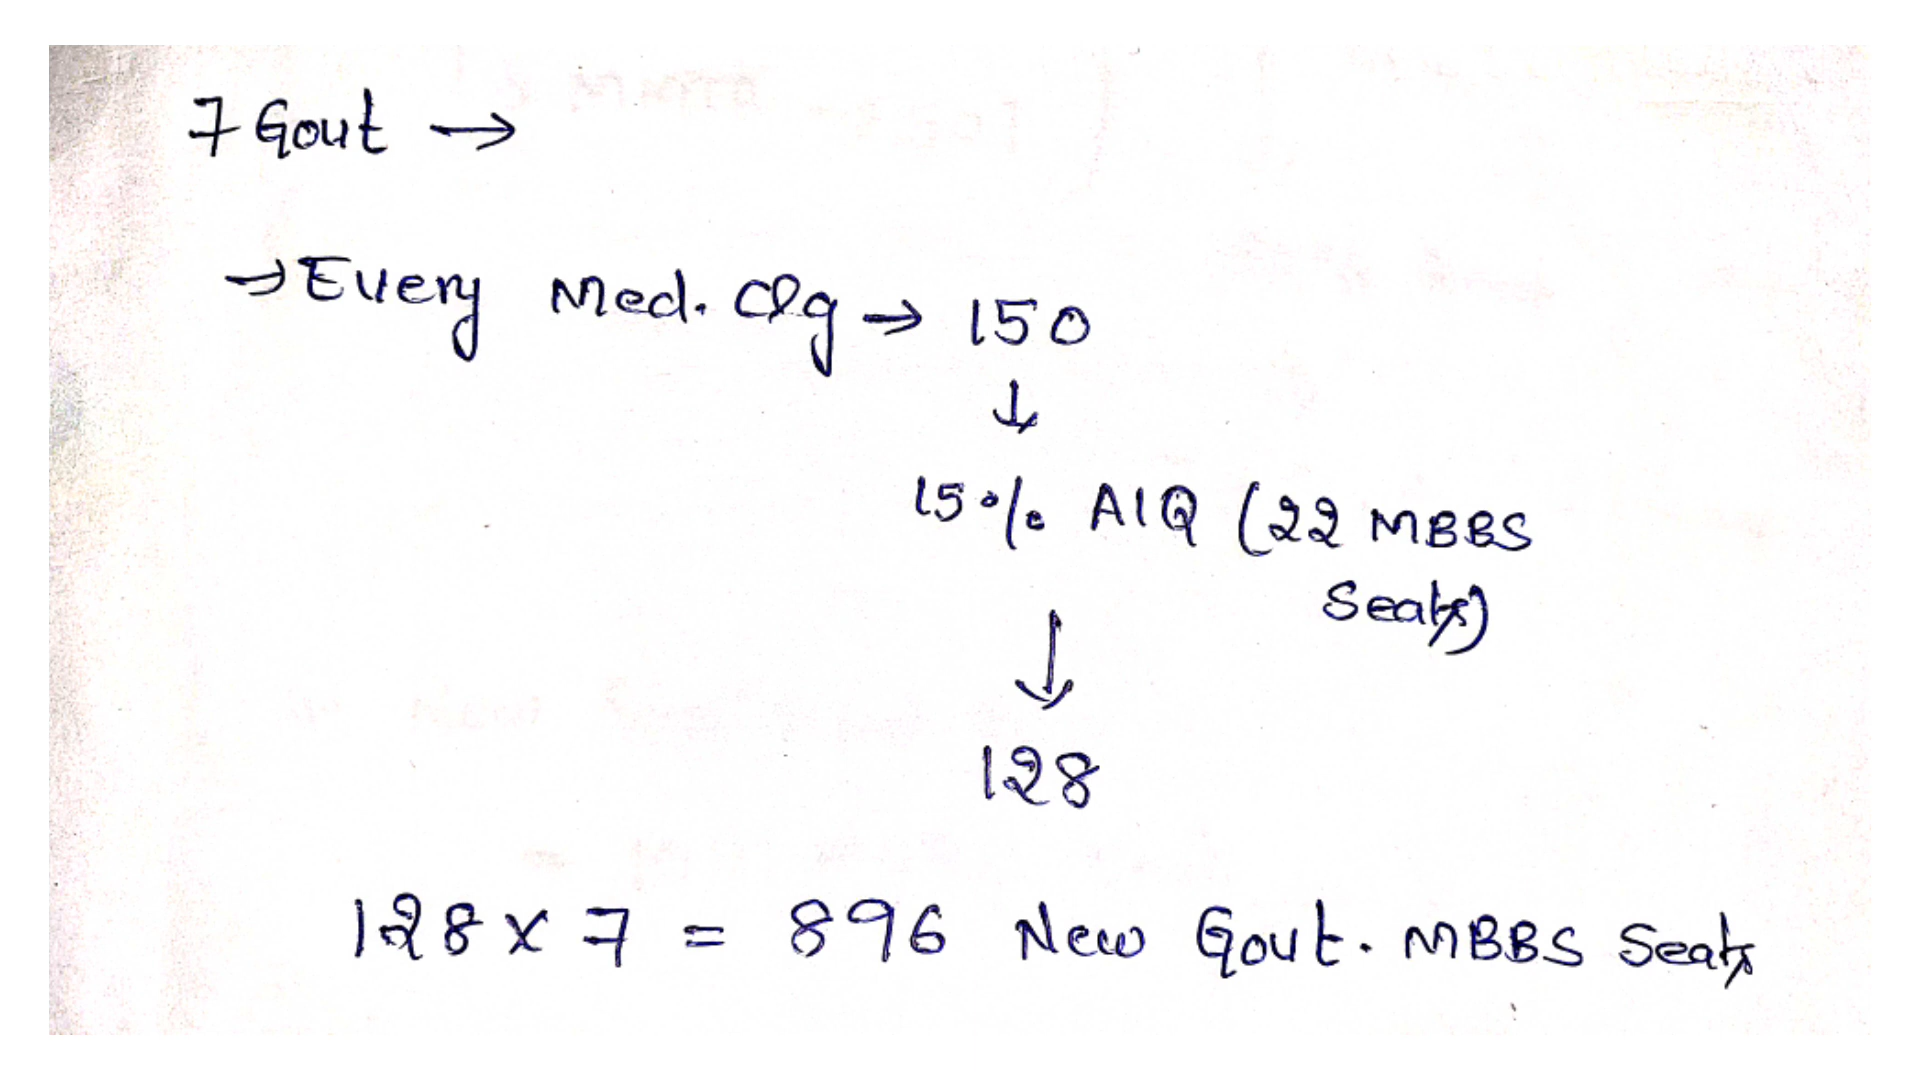 7 Govt →
→ Every Med. Clg → 150
↓
15% AIQ (22 MBBS
Seats)
↓
128
128 x 7 = 896 New Govt. MBBS Seats